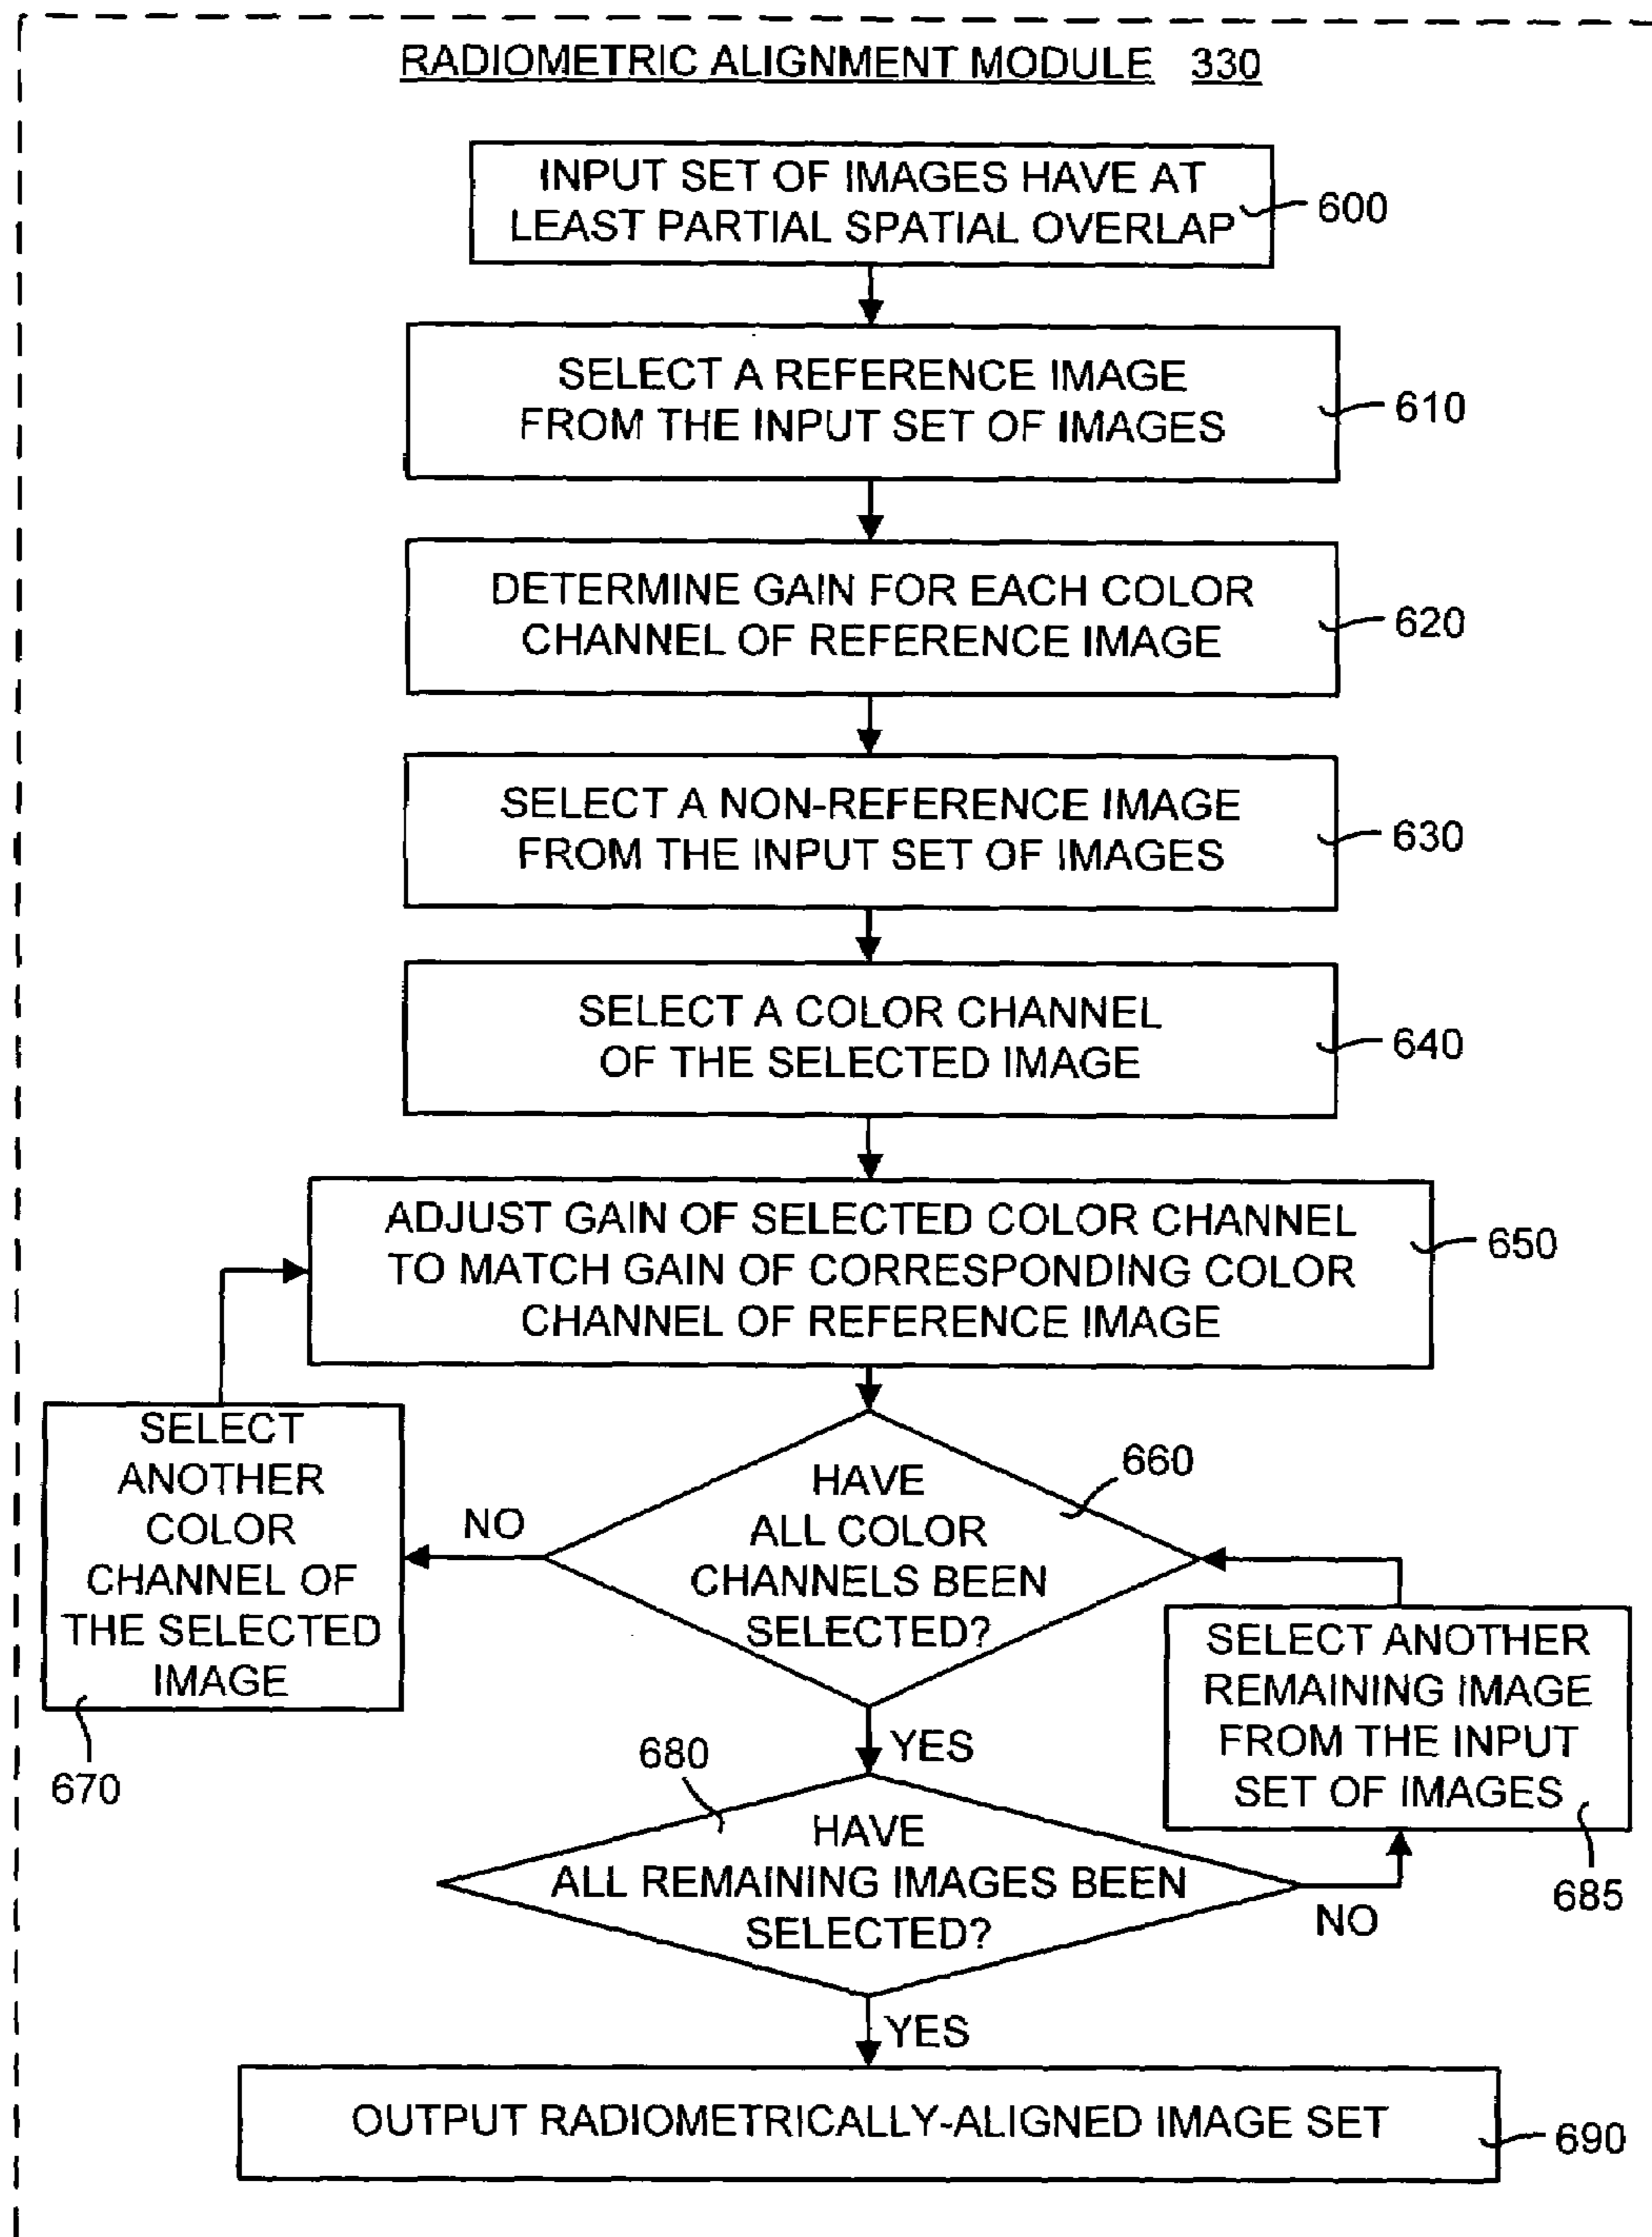 RADIOMETRIC ALIGNMENT MODULE 330
INPUT SET OF IMAGES HAVE AT
LEAST PARTIAL SPATIAL OVERLAP
600
SELECT A REFERENCE IMAGE
FROM THE INPUT SET OF IMAGES
610
DETERMINE GAIN FOR EACH COLOR
CHANNEL OF REFERENCE IMAGE
620
SELECT A NON-REFERENCE IMAGE
FROM THE INPUT SET OF IMAGES
630
SELECT A COLOR CHANNEL
OF THE SELECTED IMAGE
640
ADJUST GAIN OF SELECTED COLOR CHANNEL
TO MATCH GAIN OF CORRESPONDING COLOR
CHANNEL OF REFERENCE IMAGE
650
HAVE
ALL COLOR
CHANNELS BEEN
SELECTED?
660
NO
SELECT
ANOTHER
COLOR
CHANNEL OF
THE SELECTED
IMAGE
670
YES
HAVE
ALL REMAINING IMAGES BEEN
SELECTED?
680
NO
SELECT ANOTHER
REMAINING IMAGE
FROM THE INPUT
SET OF IMAGES
685
YES
OUTPUT RADIOMETRICALLY-ALIGNED IMAGE SET
690